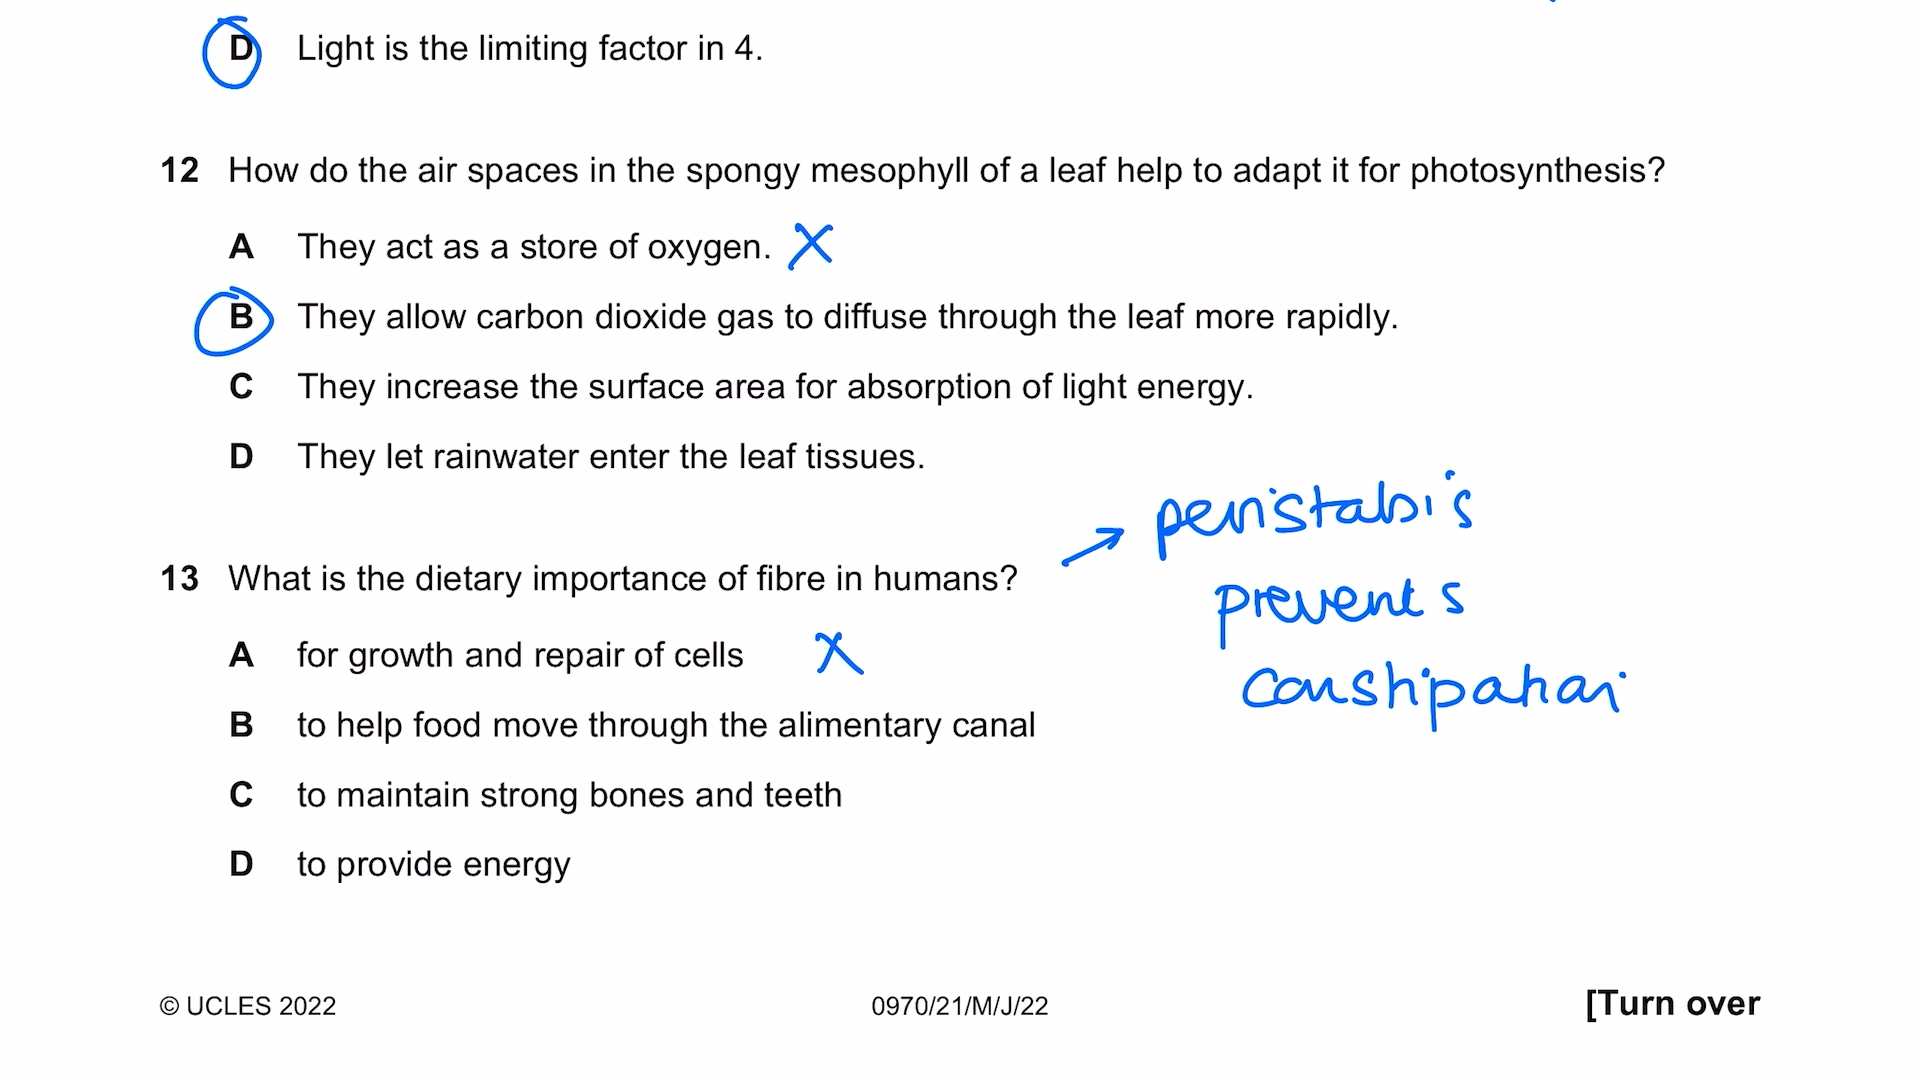 D Light is the limiting factor in 4.
12 How do the air spaces in the spongy mesophyll of a leaf help to adapt it for photosynthesis?
A They act as a store of oxygen. X
B They allow carbon dioxide gas to diffuse through the leaf more rapidly.
C They increase the surface area for absorption of light energy.
D They let rainwater enter the leaf tissues.
→ peristalsis
13 What is the dietary importance of fibre in humans?
prevents
A for growth and repair of cells X
constipation
B to help food move through the alimentary canal
C to maintain strong bones and teeth
D to provide energy
© UCLES 2022 0970/21/M/J/22 [Turn over